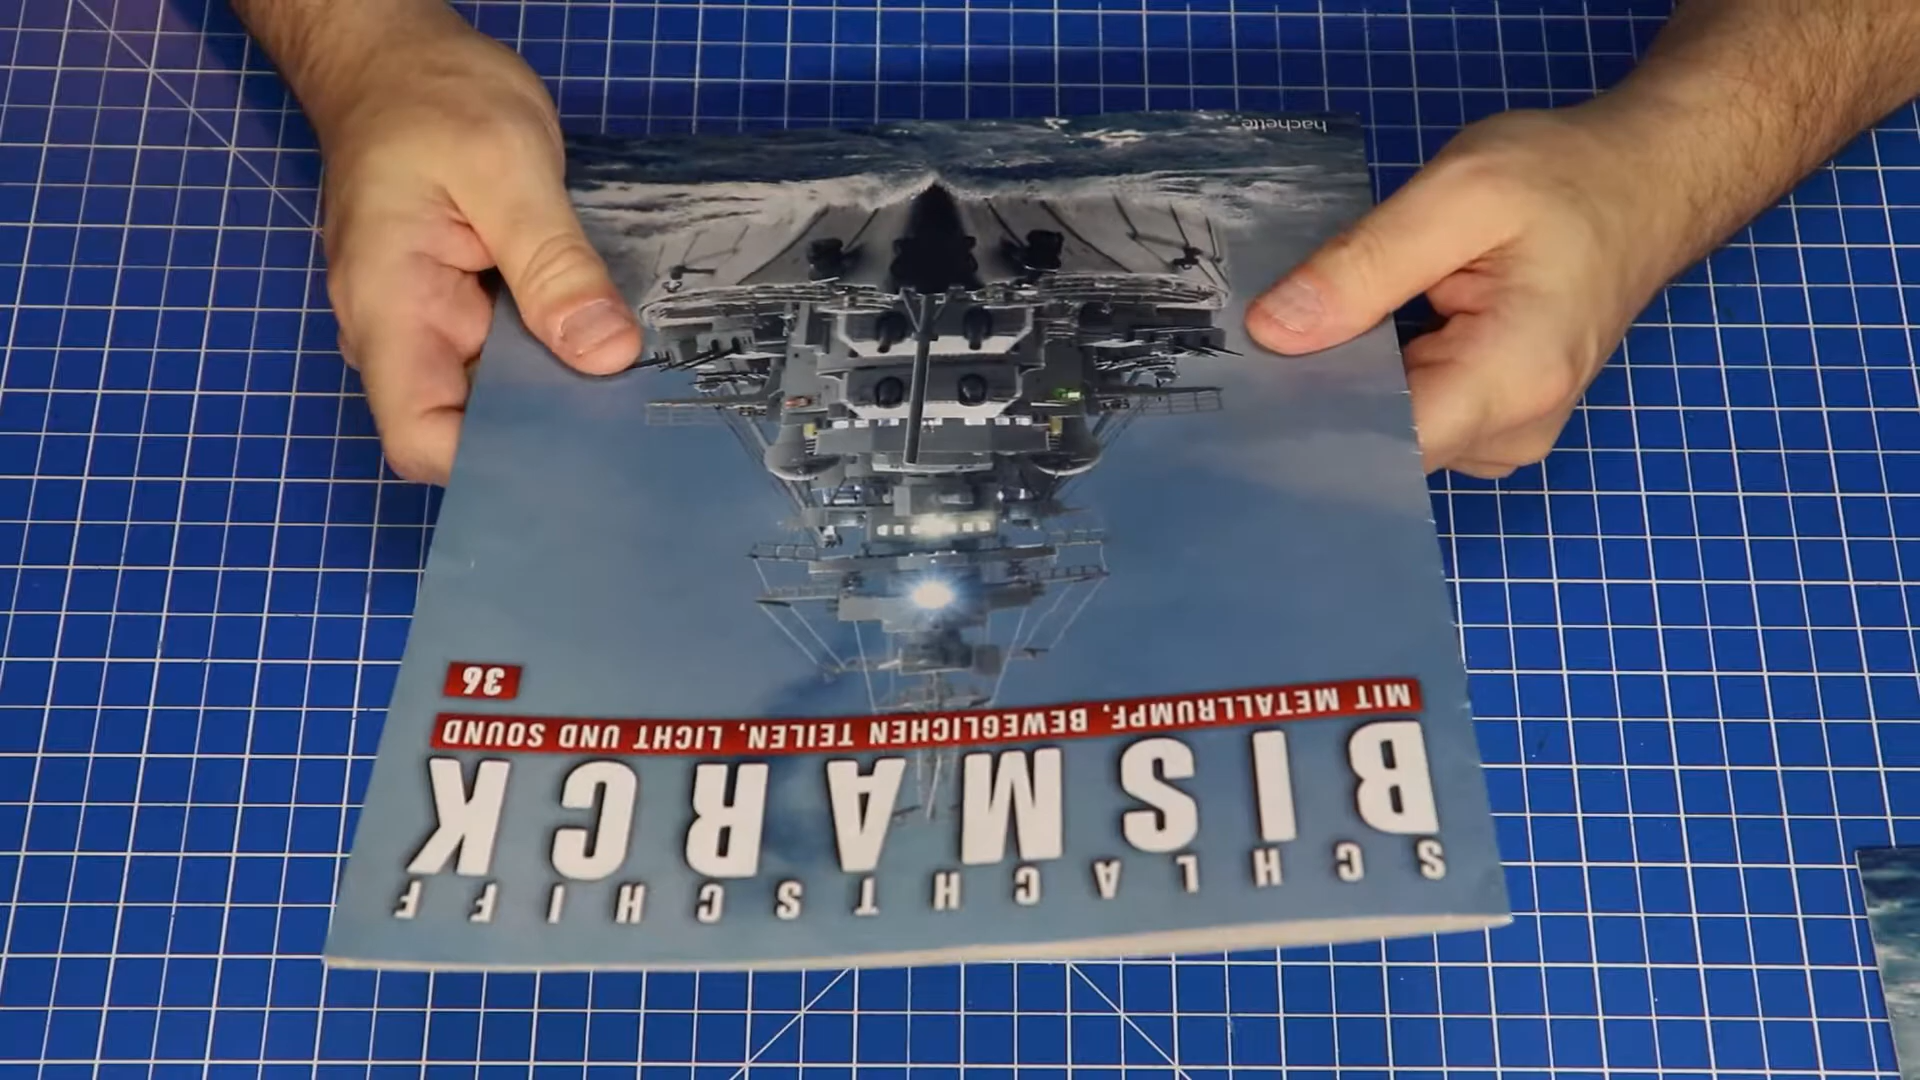 SCHLACHTSCHIFF
BISMARCK
MIT METALLRUMPF, BEWEGLICHEN TEILEN, LICHT UND SOUND
36
hachette